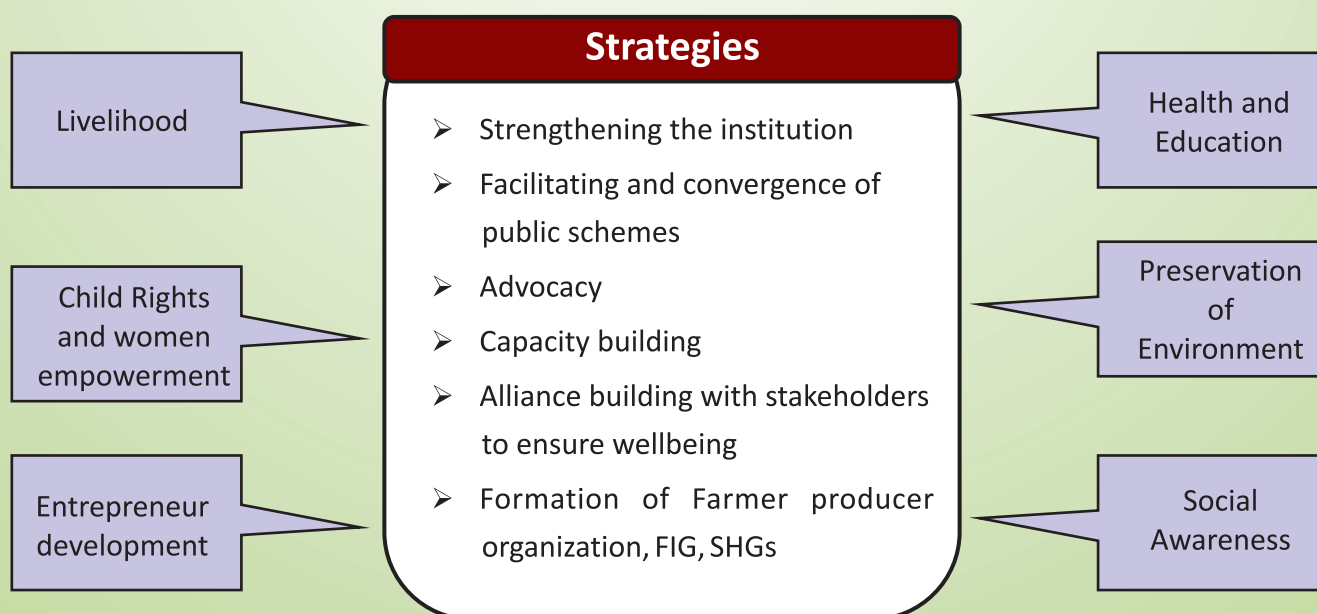 Strategies
Livelihood
Child Rights
and women
empowerment
Entrepreneur
development
➢ Strengthening the institution
➢ Facilitating and convergence of
public schemes
➢ Advocacy
➢ Capacity building
➢ Alliance building with stakeholders
to ensure wellbeing
➢ Formation of Farmer producer
organization, FIG, SHGs
Health and
Education
Preservation
of
Environment
Social
Awareness